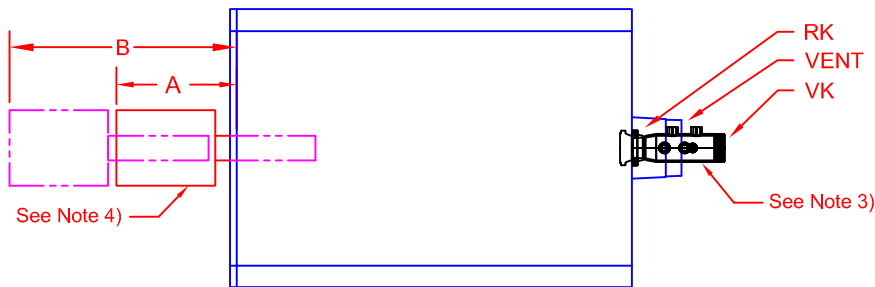 RK
B
VENT
A
VK
See Note 3)
See Note 4)